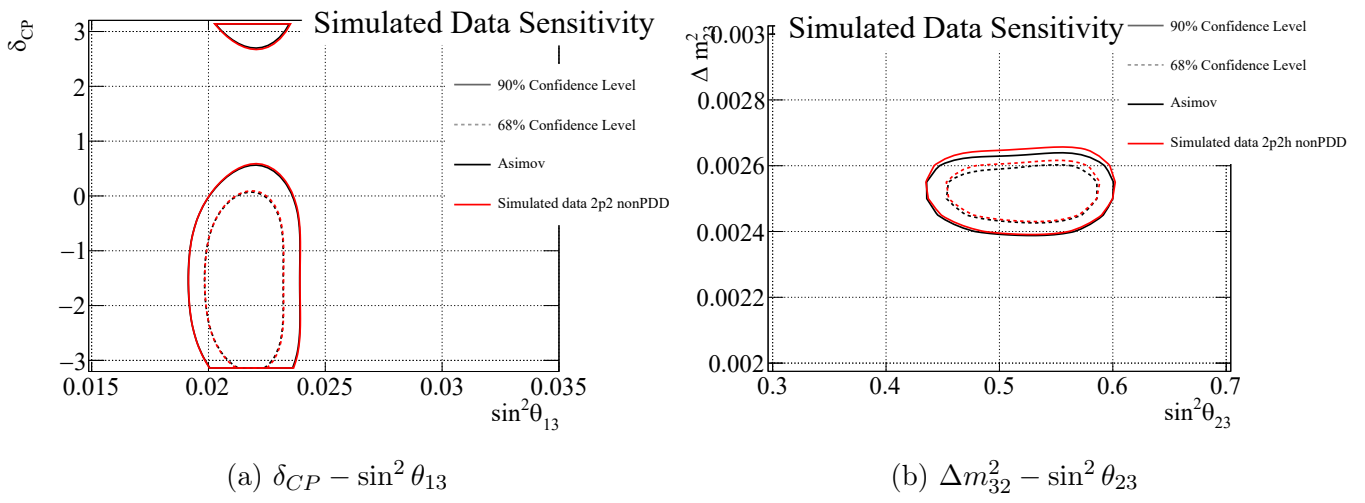 Simulated Data Sensitivity
δCP
3
2
1
0
−1
−2
−3
0.015 0.02 0.025 0.03 0.035
sin²θ13
90% Confidence Level
68% Confidence Level
Asimov
Simulated data 2p2 nonPDD
(a) δCP − sin² θ13
Simulated Data Sensitivity
Δ m²23
0.003
0.0028
0.0026
0.0024
0.0022
0.002
0.3 0.4 0.5 0.6 0.7
sin²θ23
90% Confidence Level
68% Confidence Level
Asimov
Simulated data 2p2h nonPDD
(b) Δm²32 − sin² θ23